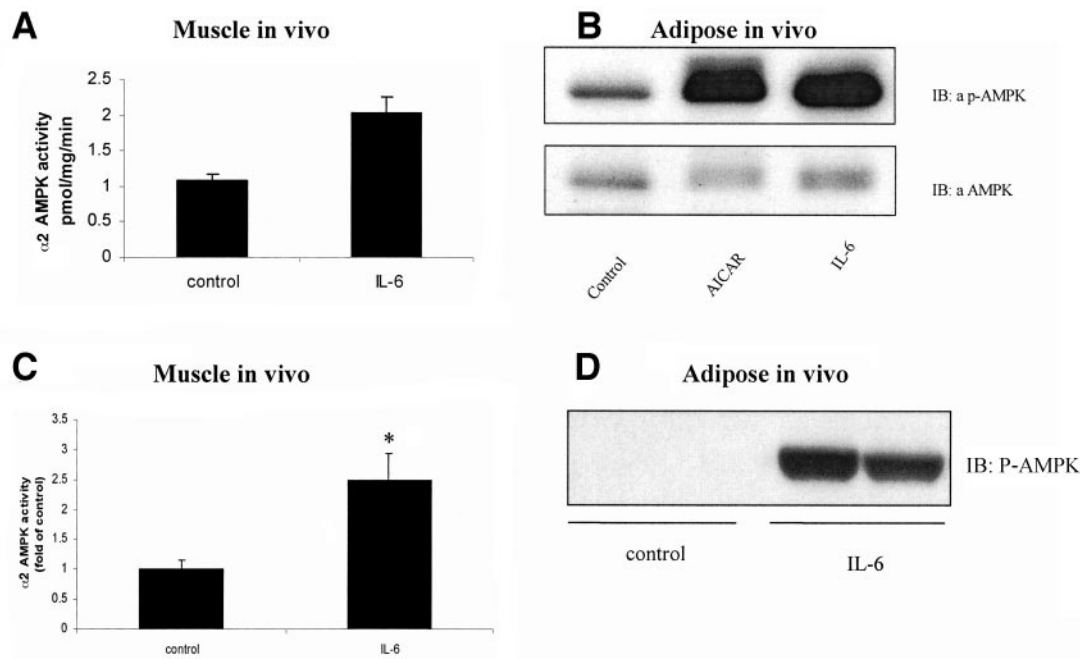 A
Muscle in vivo
α2 AMPK activity
pmol/mg/min
2.5
2
1.5
1
0.5
0
control
IL-6
B
Adipose in vivo
IB: a p-AMPK
IB: a AMPK
Control
AICAR
IL-6
C
Muscle in vivo
α2 AMPK activity
(fold of control)
3.5
3
2.5
2
1.5
1
0.5
0
*
control
IL-6
D
Adipose in vivo
IB: P-AMPK
control
IL-6